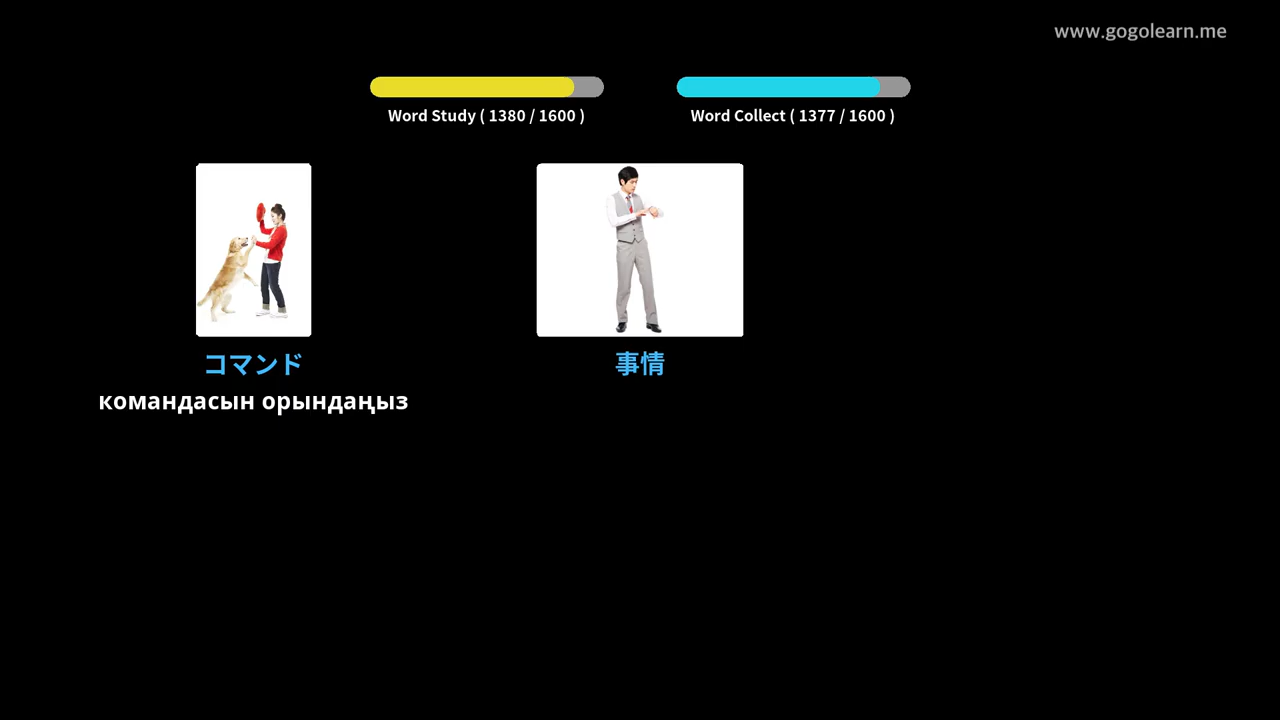 www.gogolearn.me
Word Study ( 1380 / 1600 )
Word Collect ( 1377 / 1600 )
コマンド
командасын орындаңыз
事情